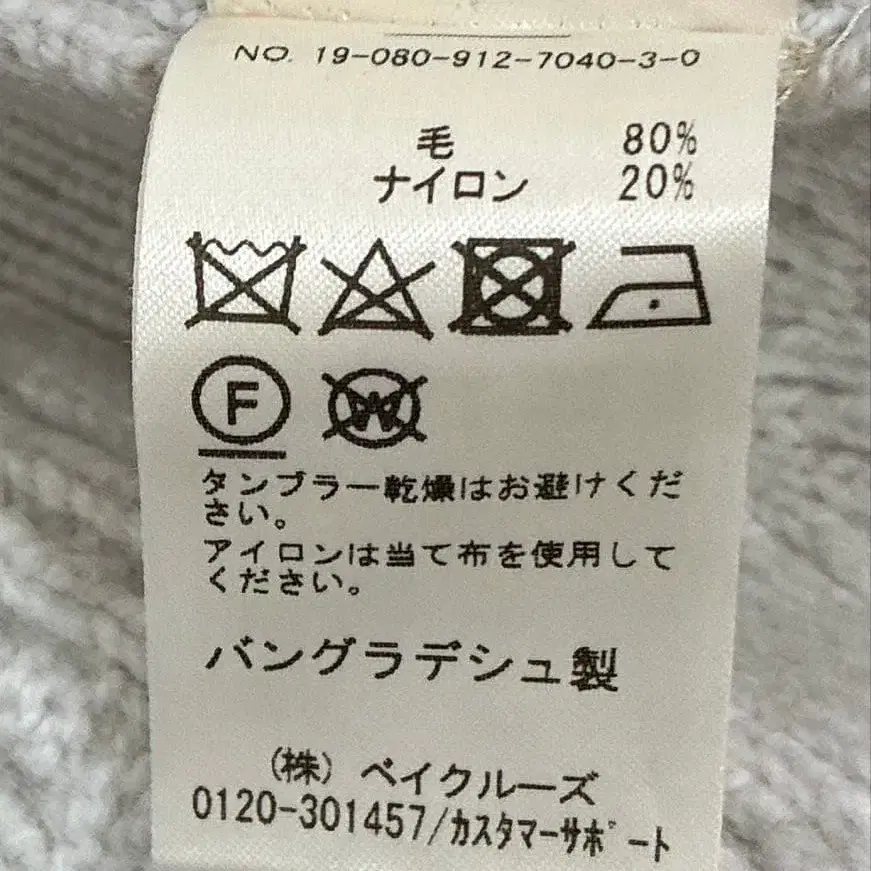 NO. 19-080-912-7040-3-0
毛 80%
ナイロン 20%
F
W
タンブラー乾燥はお避けくだ
さい。
アイロンは当て布を使用して
ください。
バングラデシュ製
(株) ベイクルーズ
0120-301457/カスタマーサポート